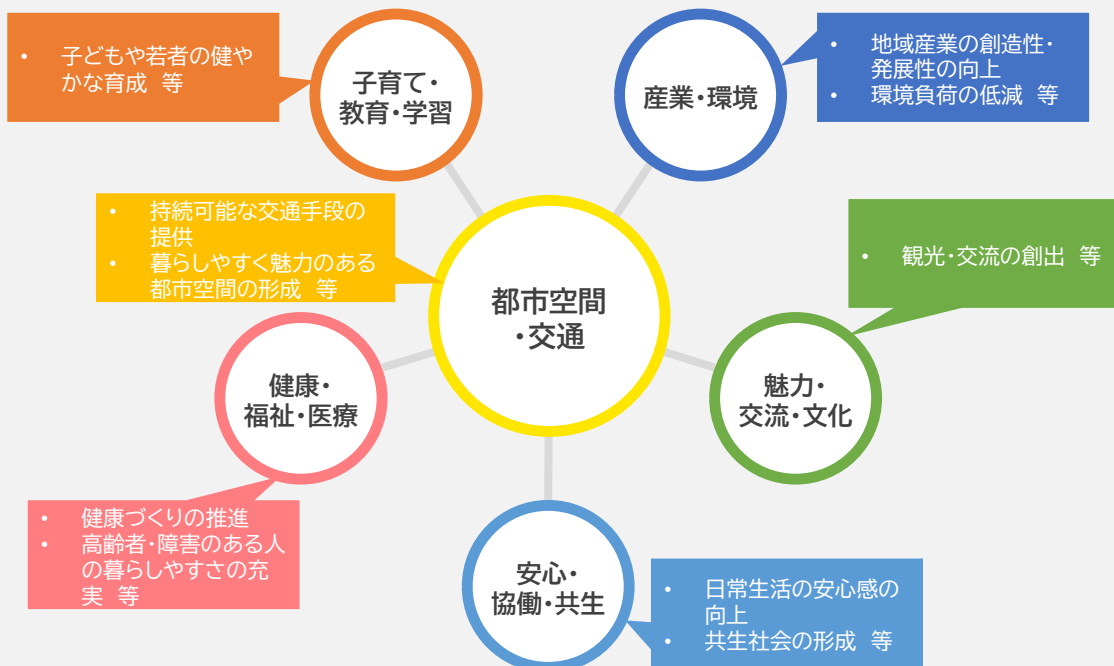 • 子どもや若者の健や
かな育成 等
子育て・
教育・学習
産業・環境
• 地域産業の創造性・
発展性の向上
• 環境負荷の低減 等
• 持続可能な交通手段の
提供
• 暮らしやすく魅力のある
都市空間の形成 等
都市空間
・交通
• 観光・交流の創出 等
健康・
福祉・医療
魅力・
交流・文化
• 健康づくりの推進
• 高齢者・障害のある人
の暮らしやすさの充
実 等
安心・
協働・共生
• 日常生活の安心感の
向上
• 共生社会の形成 等